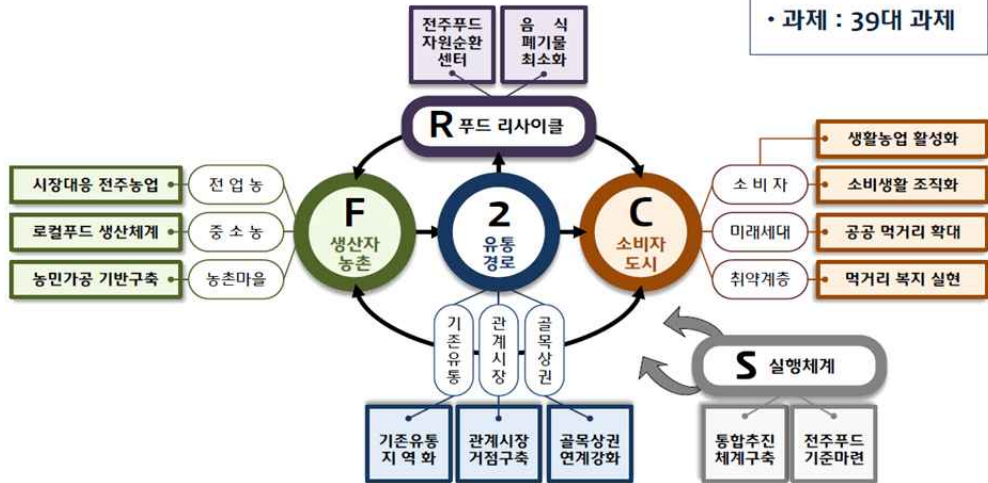 • 과제 : 39대 과제
전주푸드
자원순환
센터
음 식
폐기물
최소화
R 푸드 리사이클
시장대응 전주농업
로컬푸드 생산체계
농민가공 기반구축
전 업 농
중 소 농
농촌마을
F
생산자
농촌
2
유통
경로
C
소비자
도시
소 비 자
미래세대
취약계층
생활농업 활성화
소비생활 조직화
공공 먹거리 확대
먹거리 복지 실현
기존유통
관계시장
골목상권
기존유통
지 역 화
관계시장
거점구축
골목상권
연계강화
S 실행체계
통합추진
체계구축
전주푸드
기준마련